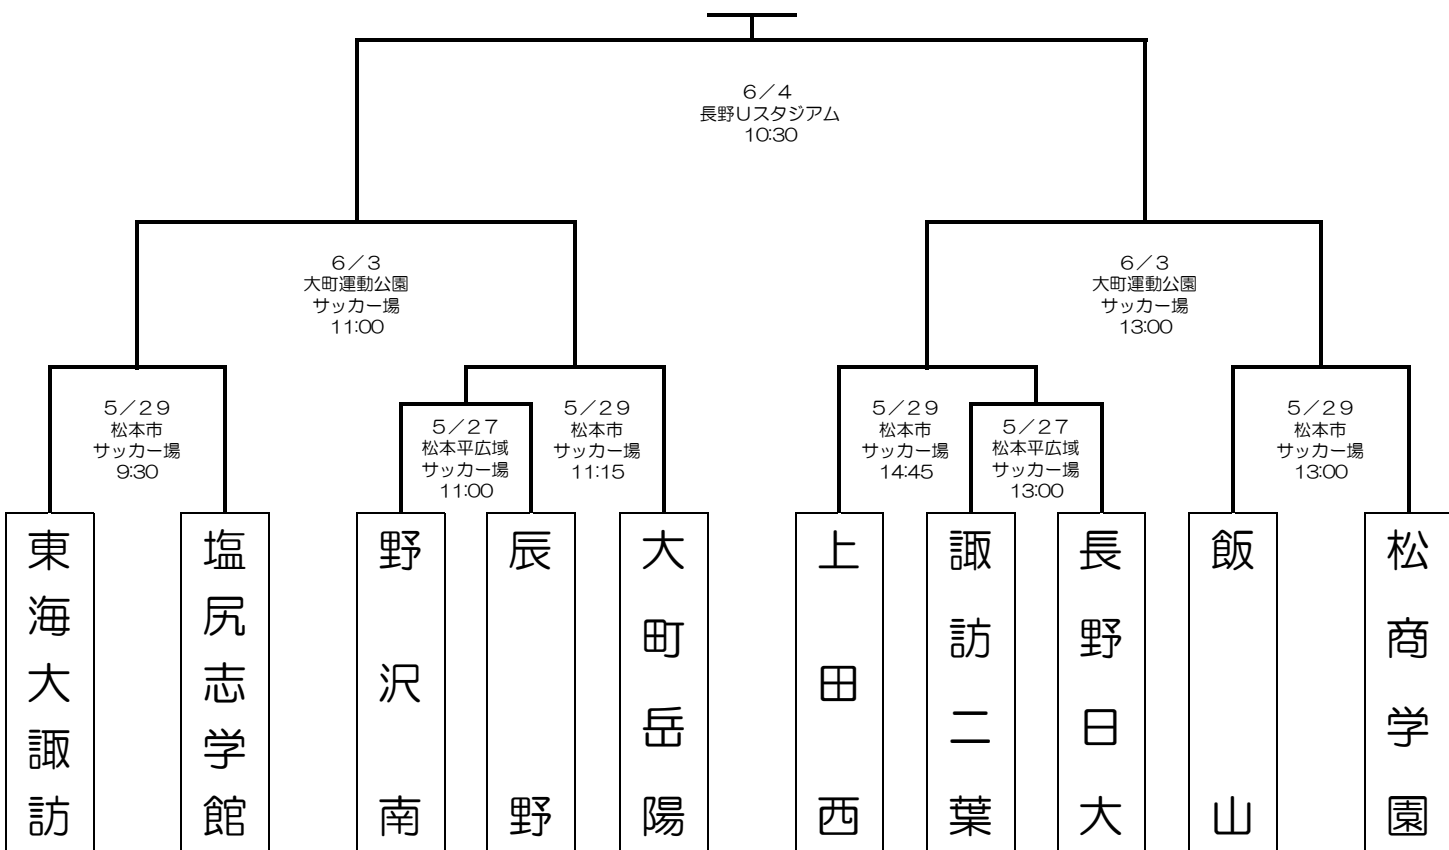 ６／４
長野Ｕスタジアム
10:30
６／３
大町運動公園
サッカー場
11:00
６／３
大町運動公園
サッカー場
13:00
５／２９
松本市
サッカー場
9:30
５／２７
松本平広域
サッカー場
11:00
５／２９
松本市
サッカー場
11:15
５／２９
松本市
サッカー場
14:45
５／２７
松本平広域
サッカー場
13:00
５／２９
松本市
サッカー場
13:00
東海大諏訪
塩尻志学館
野沢南
辰野
大町岳陽
上田西
諏訪二葉
長野日大
飯山
松商学園